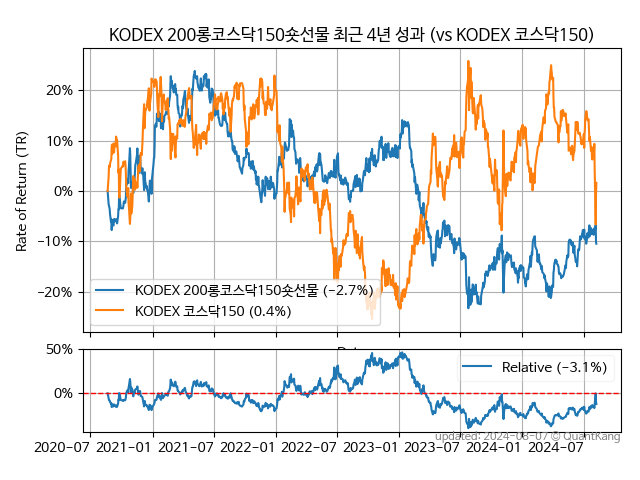 KODEX 200롱코스닥150숏선물 최근 4년 성과 (vs KODEX 코스닥150)
Rate of Return (TR)
20%
10%
0%
−10%
−20%
KODEX 200롱코스닥150숏선물 (−2.7%)
KODEX 코스닥150 (0.4%)
50%
0%
Relative (−3.1%)
updated: 2024-08-07 © QuantKang
2020-07 2021-01 2021-07 2022-01 2022-07 2023-01 2023-07 2024-01 2024-07